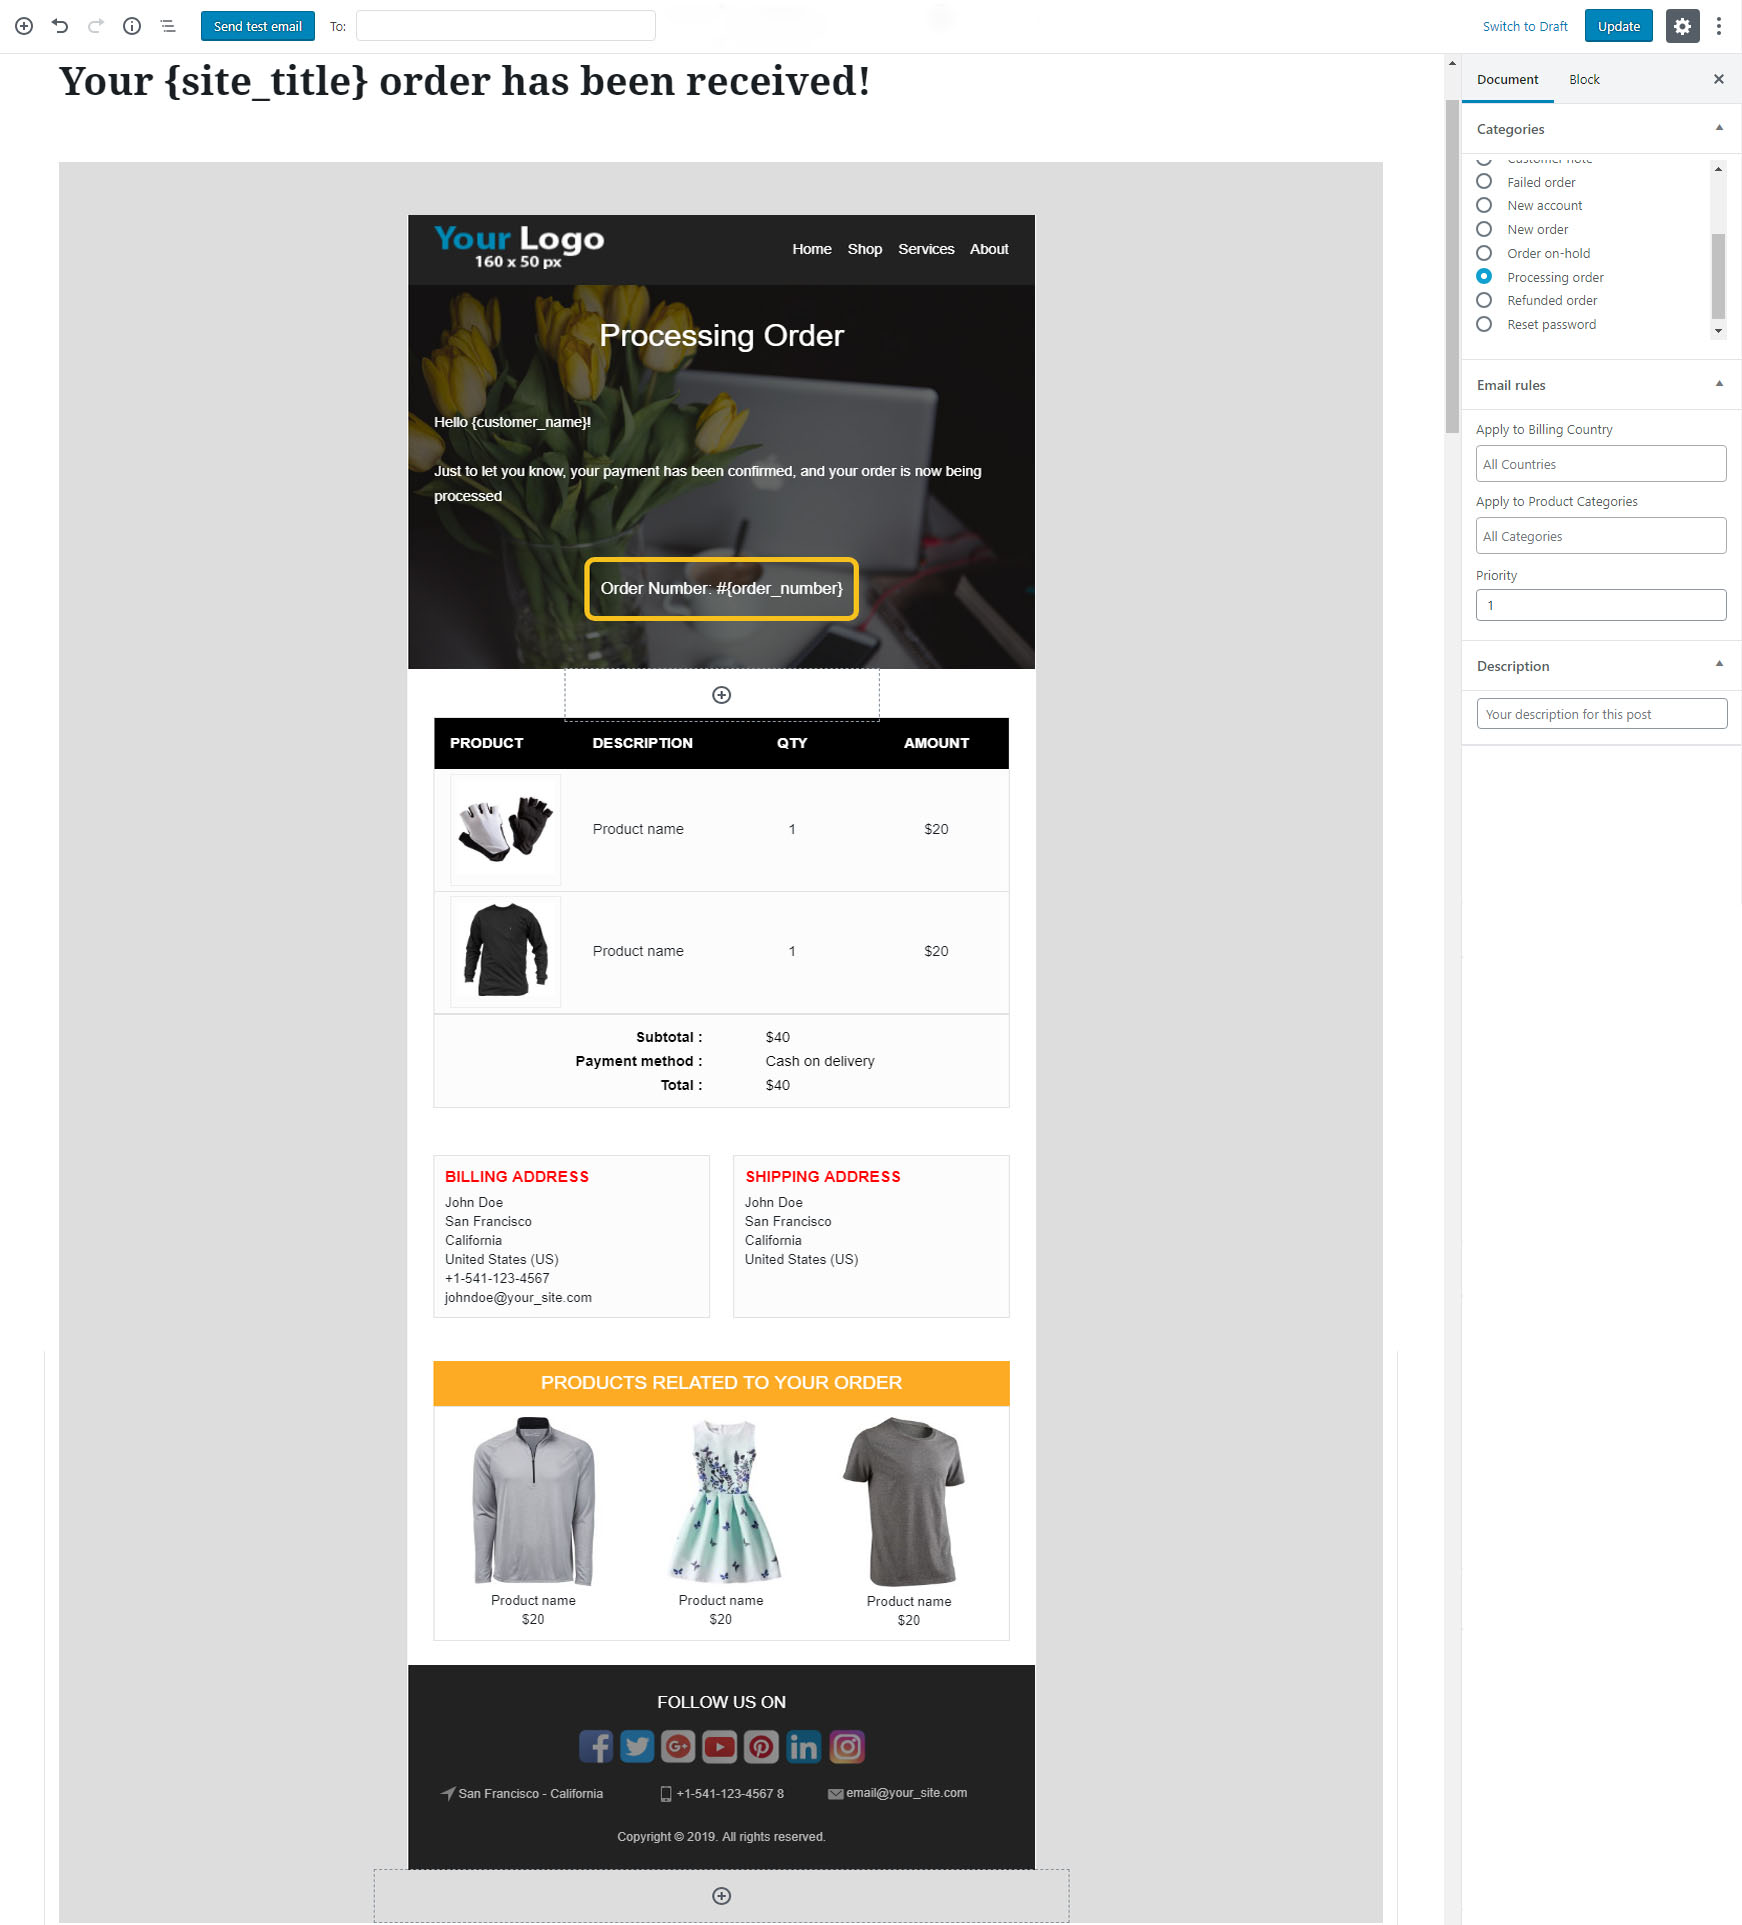 Send test email
To:
Switch to Draft
Update
Your {site_title} order has been received!
Document
Block
Categories
Customer note
Failed order
New account
New order
Order on-hold
Processing order
Refunded order
Reset password
Email rules
Apply to Billing Country
All Countries
Apply to Product Categories
All Categories
Priority
1
Description
Your description for this post
Your Logo
160 x 50 px
Home Shop Services About
Processing Order
Hello {customer_name}!
Just to let you know, your payment has been confirmed, and your order is now being
processed
Order Number: #{order_number}
PRODUCT DESCRIPTION QTY AMOUNT
Product name 1 $20
Product name 1 $20
Subtotal : $40
Payment method : Cash on delivery
Total : $40
BILLING ADDRESS
John Doe
San Francisco
California
United States (US)
+1-541-123-4567
johndoe@your_site.com
SHIPPING ADDRESS
John Doe
San Francisco
California
United States (US)
PRODUCTS RELATED TO YOUR ORDER
Product name
$20
Product name
$20
Product name
$20
FOLLOW US ON
San Francisco - California
+1-541-123-4567 8
email@your_site.com
Copyright © 2019. All rights reserved.